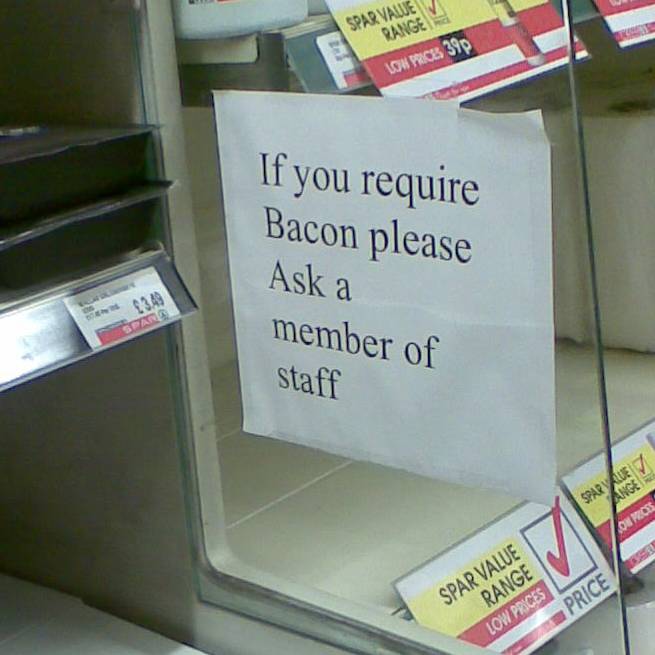 SPAR VALUE
RANGE
PRICE
LOW PRICES 39p
If you require
Bacon please
Ask a
member of
staff
£3.49
SPAR
SPAR VALUE
RANGE
LOW PRICES
PRICE
SPAR VALUE
RANGE
LOW PRICES